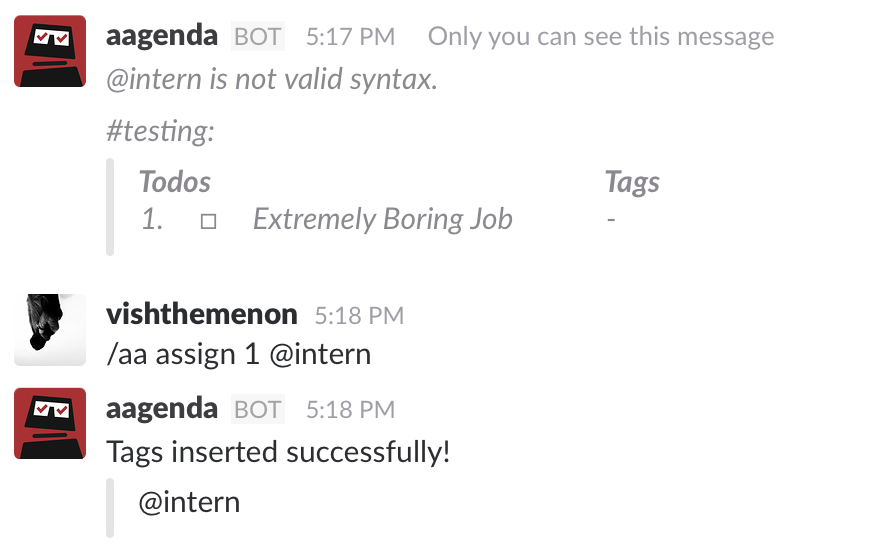 aagenda BOT 5:17 PM Only you can see this message
@intern is not valid syntax.
#testing:
Todos Tags
1. □ Extremely Boring Job -
vishthemenon 5:18 PM
/aa assign 1 @intern
aagenda BOT 5:18 PM
Tags inserted successfully!
@intern